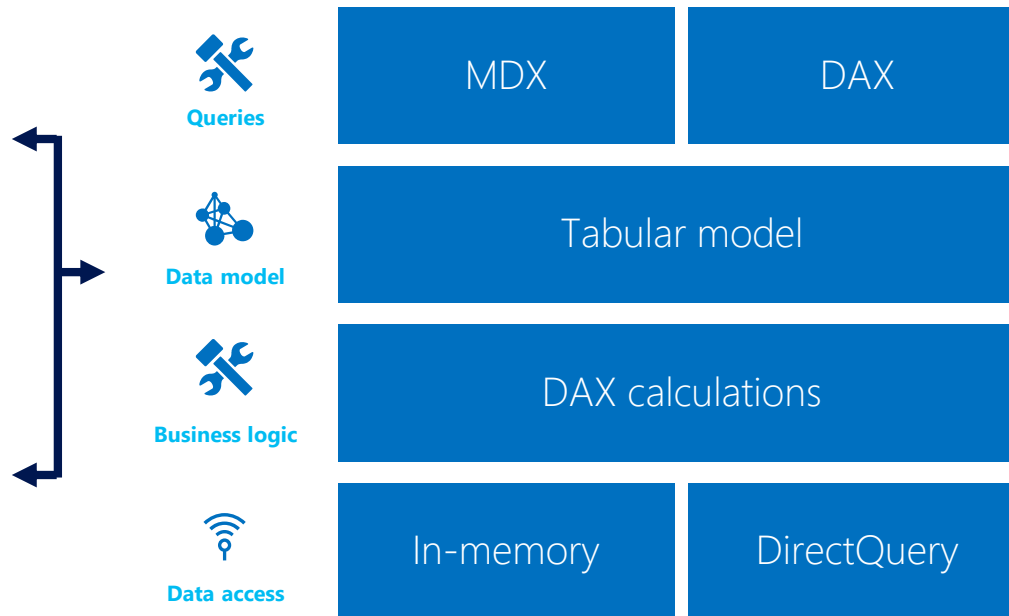 Queries
MDX
DAX
Data model
Tabular model
Business logic
DAX calculations
Data access
In-memory
DirectQuery